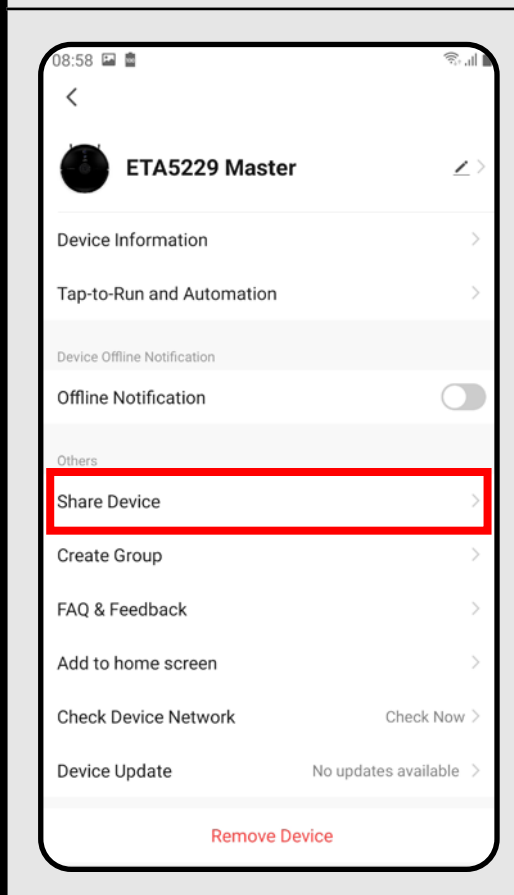 08:58
ETA5229 Master
Device Information
Tap-to-Run and Automation
Device Offline Notification
Offline Notification
Others
Share Device
Create Group
FAQ & Feedback
Add to home screen
Check Device Network Check Now
Device Update No updates available
Remove Device